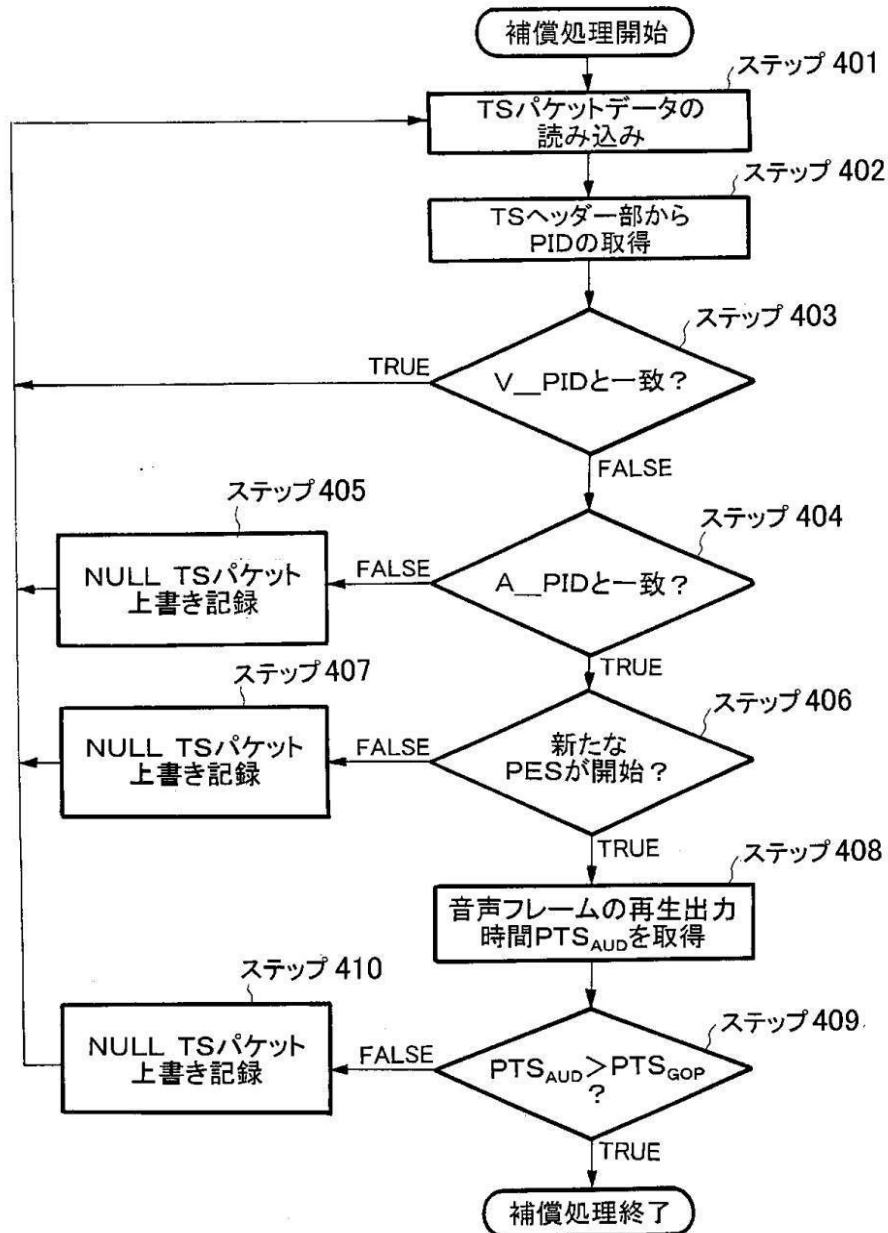 補償処理開始
ステップ 401
TSパケットデータの
読み込み
ステップ 402
TSヘッダー部から
PIDの取得
ステップ 403
V__PIDと一致?
TRUE
FALSE
ステップ 404
A__PIDと一致?
FALSE
ステップ 405
NULL TSパケット
上書き記録
TRUE
ステップ 406
新たな
PESが開始?
FALSE
ステップ 407
NULL TSパケット
上書き記録
TRUE
ステップ 408
音声フレームの再生出力
時間PTSAUDを取得
ステップ 409
PTSAUD>PTSGOP
?
FALSE
ステップ 410
NULL TSパケット
上書き記録
TRUE
補償処理終了